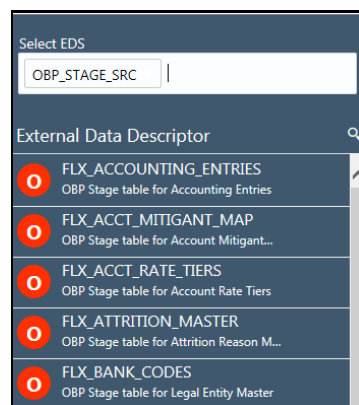 Select EDS
OBP_STAGE_SRC
External Data Descriptor
O
FLX_ACCOUNTING_ENTRIES
OBP Stage table for Accounting Entries
O
FLX_ACCT_MITIGANT_MAP
OBP Stage table for Account Mitigant...
O
FLX_ACCT_RATE_TIERS
OBP Stage table for Account Rate Tiers
O
FLX_ATTRITION_MASTER
OBP Stage table for Attrition Reason M...
O
FLX_BANK_CODES
OBP Stage table for Legal Entity Master